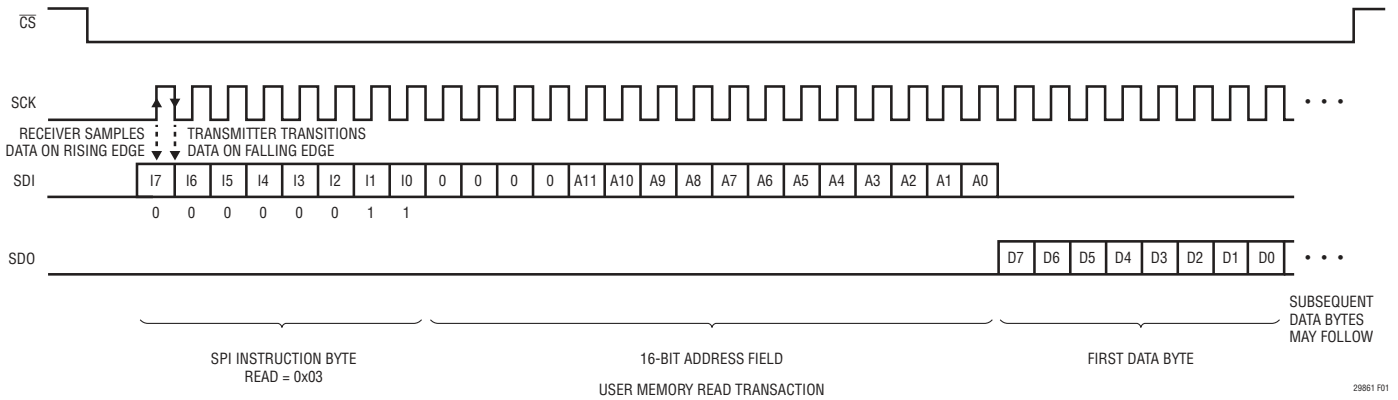 CS
SCK
RECEIVER SAMPLES
DATA ON RISING EDGE
TRANSMITTER TRANSITIONS
DATA ON FALLING EDGE
SDI
I7 I6 I5 I4 I3 I2 I1 I0 0 0 0 0 A11 A10 A9 A8 A7 A6 A5 A4 A3 A2 A1 A0
0 0 0 0 0 0 1 1
SDO
D7 D6 D5 D4 D3 D2 D1 D0
SPI INSTRUCTION BYTE
READ = 0x03
16-BIT ADDRESS FIELD
FIRST DATA BYTE
SUBSEQUENT
DATA BYTES
MAY FOLLOW
USER MEMORY READ TRANSACTION
29861 F01